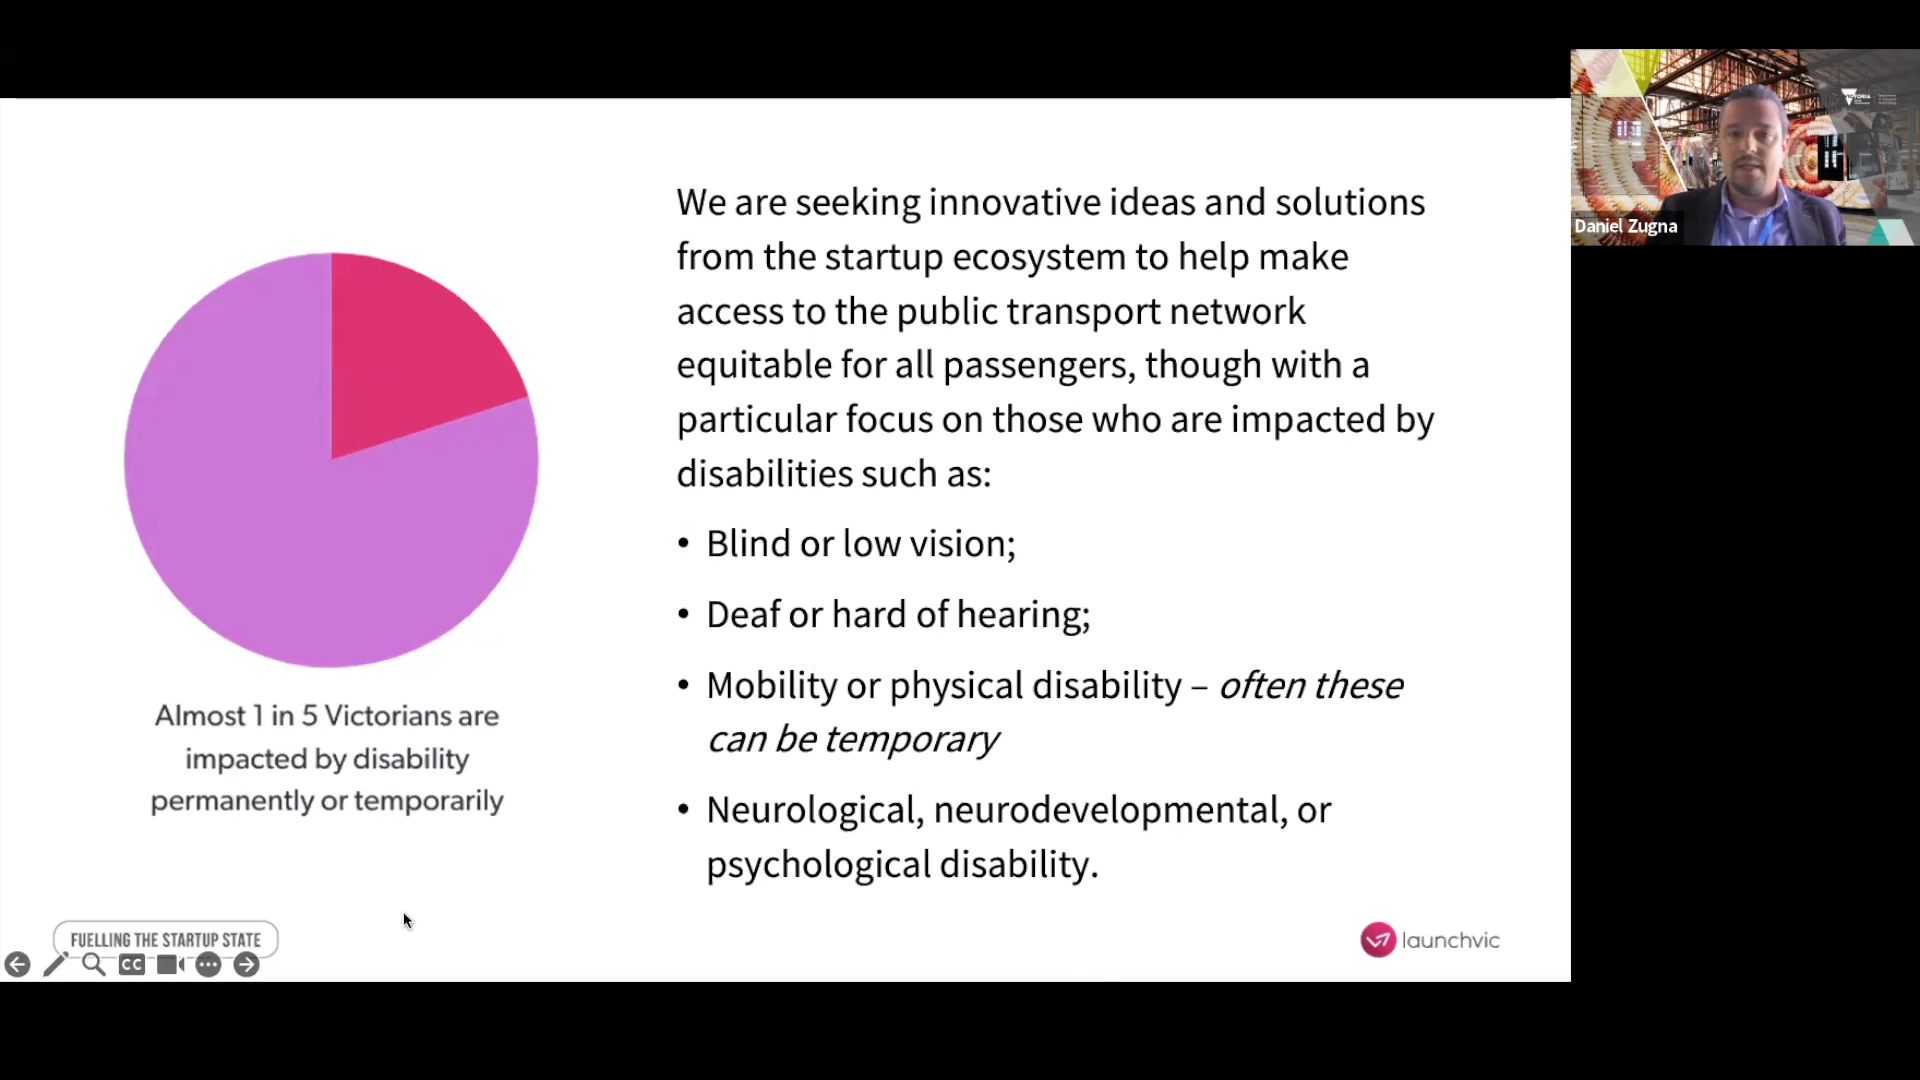 We are seeking innovative ideas and solutions
from the startup ecosystem to help make
access to the public transport network
equitable for all passengers, though with a
particular focus on those who are impacted by
disabilities such as:
• Blind or low vision;
• Deaf or hard of hearing;
• Mobility or physical disability – often these
can be temporary
• Neurological, neurodevelopmental, or
psychological disability.
Almost 1 in 5 Victorians are
impacted by disability
permanently or temporarily
FUELLING THE STARTUP STATE
CC
launchvic
VICTORIA
Daniel Zugna